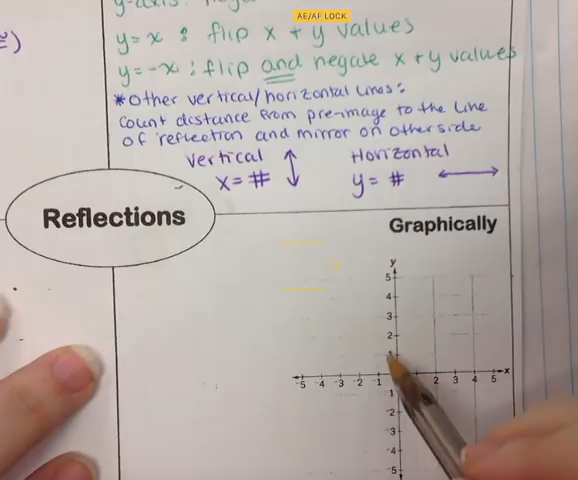 AE/AF LOCK
y-axis:
y=x : flip x + y values
y=-x : flip and negate x + y values
*Other vertical/horizontal lines:
count distance from pre-image to the line
of reflection and mirror on other side
Vertical Horizontal
x=# y=#
Reflections
Graphically
y
5
4
3
2
1
-5 -4 -3 -2 -1 2 3 4 5 x
-2
-3
-4
-5